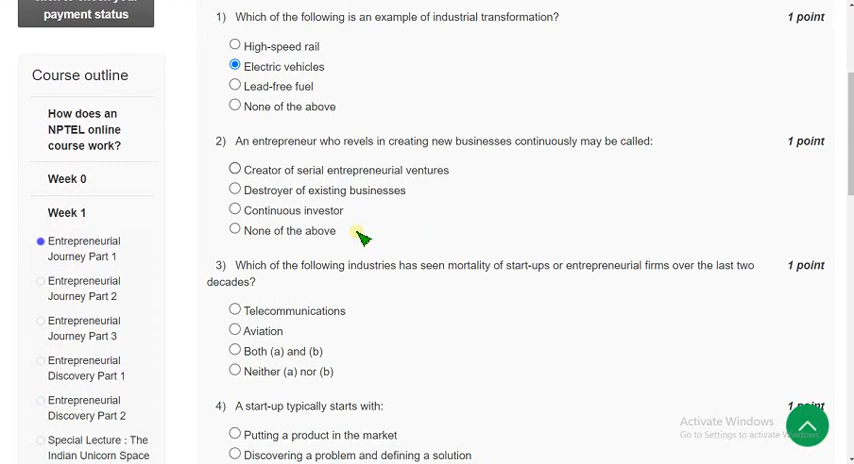 payment status
Course outline
How does an
NPTEL online
course work?
Week 0
Week 1
Entrepreneurial
Journey Part 1
Entrepreneurial
Journey Part 2
Entrepreneurial
Journey Part 3
Entrepreneurial
Discovery Part 1
Entrepreneurial
Discovery Part 2
Special Lecture : The
Indian Unicorn Space
1) Which of the following is an example of industrial transformation? 1 point
High-speed rail
Electric vehicles
Lead-free fuel
None of the above
2) An entrepreneur who revels in creating new businesses continuously may be called: 1 point
Creator of serial entrepreneurial ventures
Destroyer of existing businesses
Continuous investor
None of the above
3) Which of the following industries has seen mortality of start-ups or entrepreneurial firms over the last two 1 point
decades?
Telecommunications
Aviation
Both (a) and (b)
Neither (a) nor (b)
4) A start-up typically starts with: 1 point
Putting a product in the market
Discovering a problem and defining a solution
Activate Windows
Go to Settings to activate Windows.